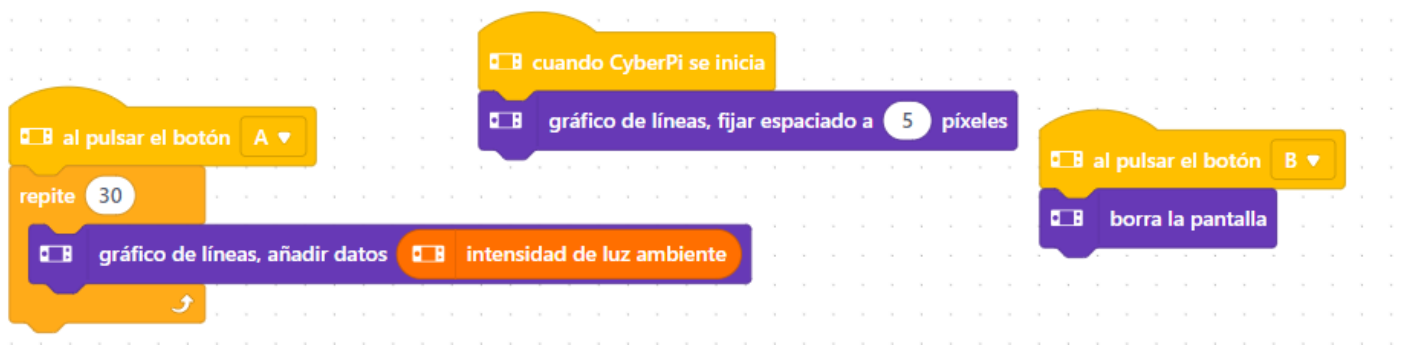 cuando CyberPi se inicia
gráfico de líneas, fijar espaciado a 5 píxeles
al pulsar el botón A
repite 30
gráfico de líneas, añadir datos intensidad de luz ambiente
al pulsar el botón B
borra la pantalla